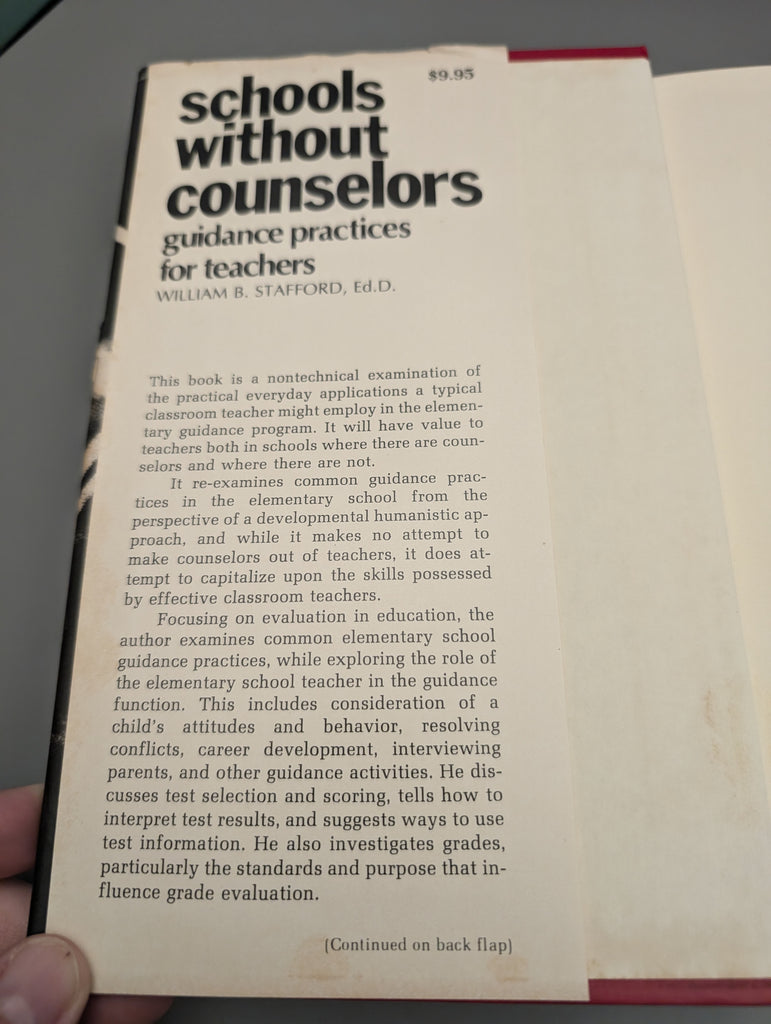 $9.95
schools
without
counselors
guidance practices
for teachers
WILLIAM B. STAFFORD, Ed.D.
This book is a nontechnical examination of
the practical everyday applications a typical
classroom teacher might employ in the elemen-
tary guidance program. It will have value to
teachers both in schools where there are coun-
selors and where there are not.
It re-examines common guidance prac-
tices in the elementary school from the
perspective of a developmental humanistic ap-
proach, and while it makes no attempt to
make counselors out of teachers, it does at-
tempt to capitalize upon the skills possessed
by effective classroom teachers.
Focusing on evaluation in education, the
author examines common elementary school
guidance practices, while exploring the role of
the elementary school teacher in the guidance
function. This includes consideration of a
child's attitudes and behavior, resolving
conflicts, career development, interviewing
parents, and other guidance activities. He dis-
cusses test selection and scoring, tells how to
interpret test results, and suggests ways to use
test information. He also investigates grades,
particularly the standards and purpose that in-
fluence grade evaluation.
(Continued on back flap)